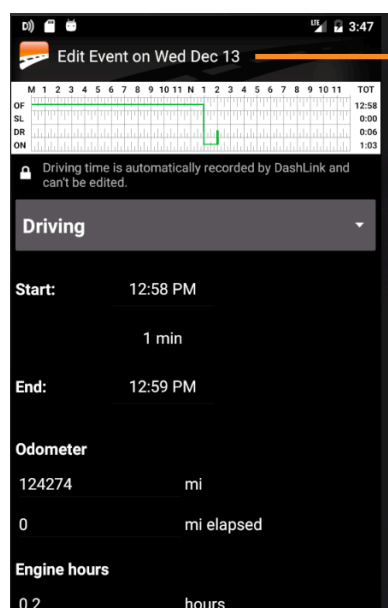 D)) LTE 3:47
Edit Event on Wed Dec 13
M 1 2 3 4 5 6 7 8 9 10 11 N 1 2 3 4 5 6 7 8 9 10 11 TOT
OF 12:58
SL 0:00
DR 0:06
ON 1:03
Driving time is automatically recorded by DashLink and
can't be edited.
Driving
Start: 12:58 PM
1 min
End: 12:59 PM
Odometer
124274 mi
0 mi elapsed
Engine hours
0.2 hours